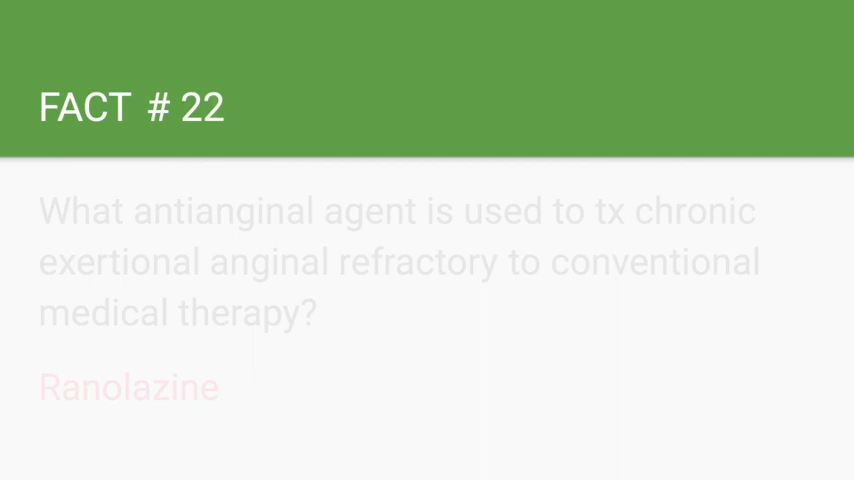 FACT # 22
What antianginal agent is used to tx chronic
exertional anginal refractory to conventional
medical therapy?
Ranolazine